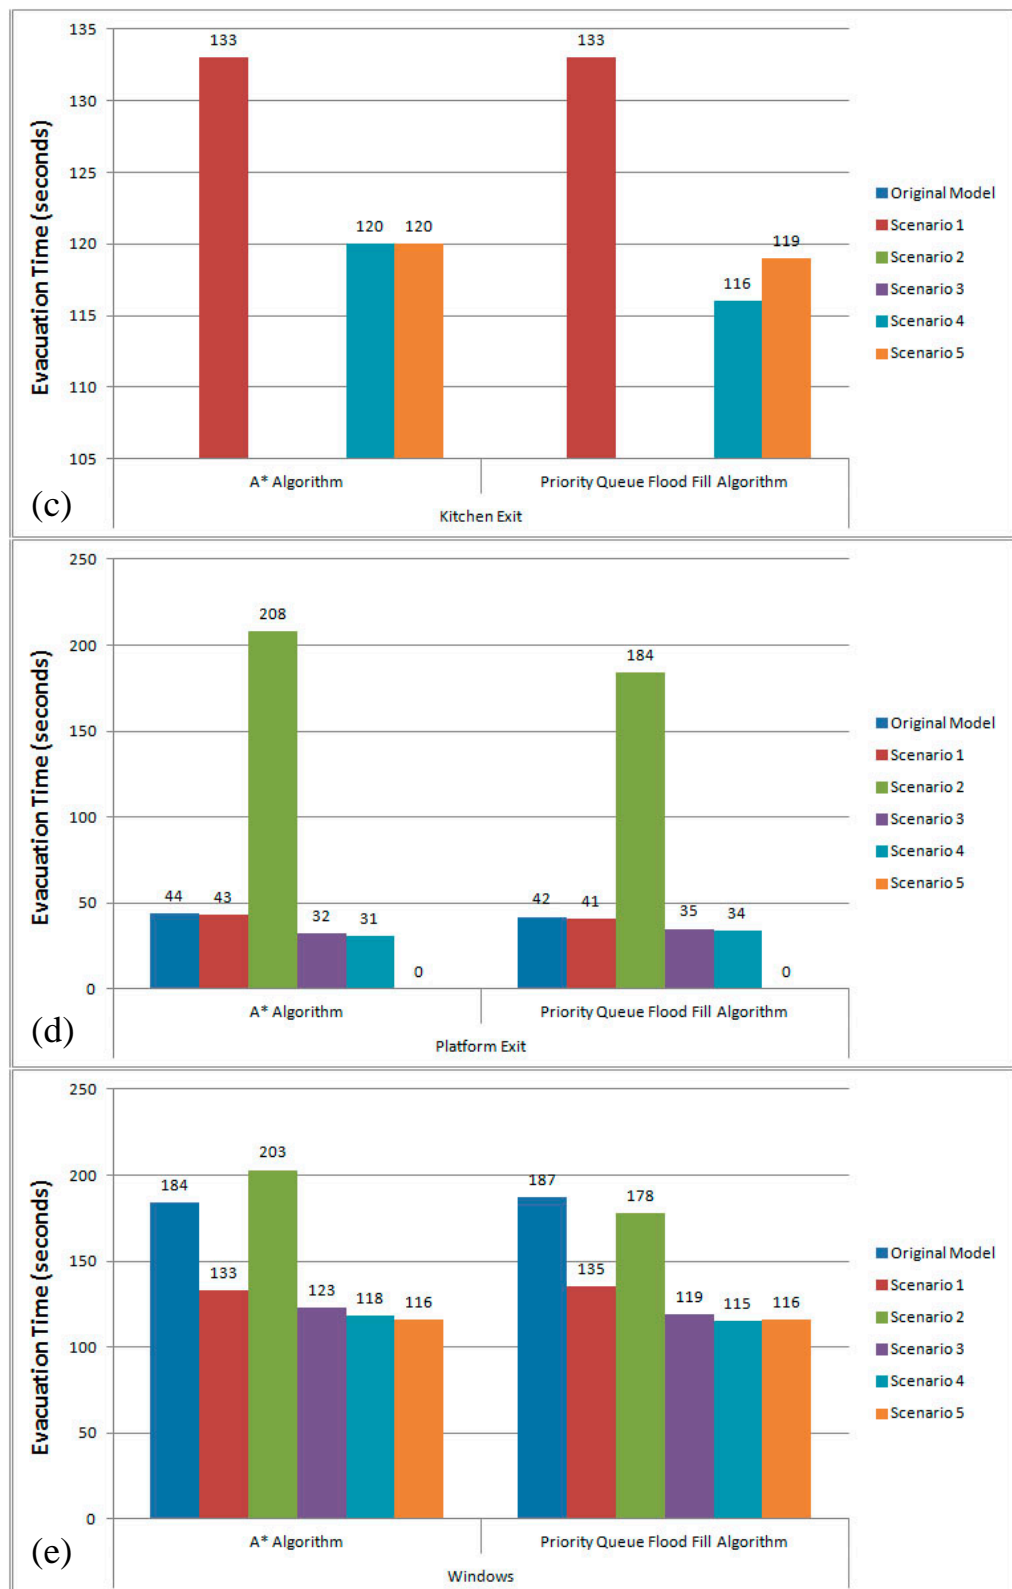 135
133
133
130
125
Evacuation Time (seconds)
120
120
120
119
116
115
110
105
Original Model
Scenario 1
Scenario 2
Scenario 3
Scenario 4
Scenario 5
A* Algorithm
Priority Queue Flood Fill Algorithm
(c)
Kitchen Exit
250
208
200
184
Evacuation Time (seconds)
150
100
50
44
43
32
31
0
42
41
35
34
0
0
Original Model
Scenario 1
Scenario 2
Scenario 3
Scenario 4
Scenario 5
A* Algorithm
Priority Queue Flood Fill Algorithm
(d)
Platform Exit
250
200
203
184
187
178
Evacuation Time (seconds)
150
133
123
118
116
135
119
115
116
100
50
0
Original Model
Scenario 1
Scenario 2
Scenario 3
Scenario 4
Scenario 5
A* Algorithm
Priority Queue Flood Fill Algorithm
(e)
Windows